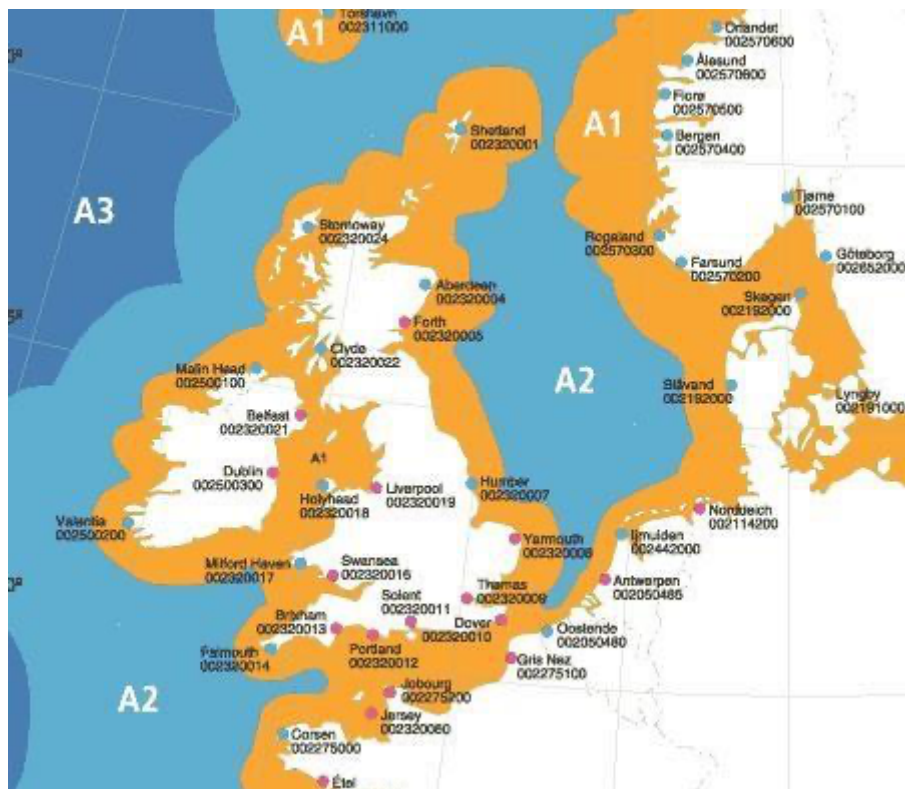 Torshavn
002311000
A1
Orlandet
002570600
Ålesund
002570800
Florø
002570500
A1
Bergen
002570400
Shetland
002320001
A3
Tjøme
002570100
Stornoway
002320024
Rogaland
002570300
Göteborg
002652000
Farsund
002570200
Aberdeen
002320004
Skagen
002192000
Forth
002320005
Clyde
002320022
Malin Head
002500100
A2
Blåvand
002192000
Lyngby
002191000
Belfast
002320021
A1
Dublin
002500300
Holyhead
002320018
Liverpool
002320019
Humber
002320007
Norddeich
002114200
Valentia
002500200
Yarmouth
002320008
Ijmuiden
002442000
Milford Haven
002320017
Swansea
002320016
Antwerpen
002050485
Solent
002320011
Thames
002320009
Brixham
002320013
Dover
002320010
Oostende
002050480
Falmouth
002320014
Portland
002320012
Gris Nez
002275100
A2
Jobourg
002275200
Jersey
002320060
Corsen
002275000
Étel